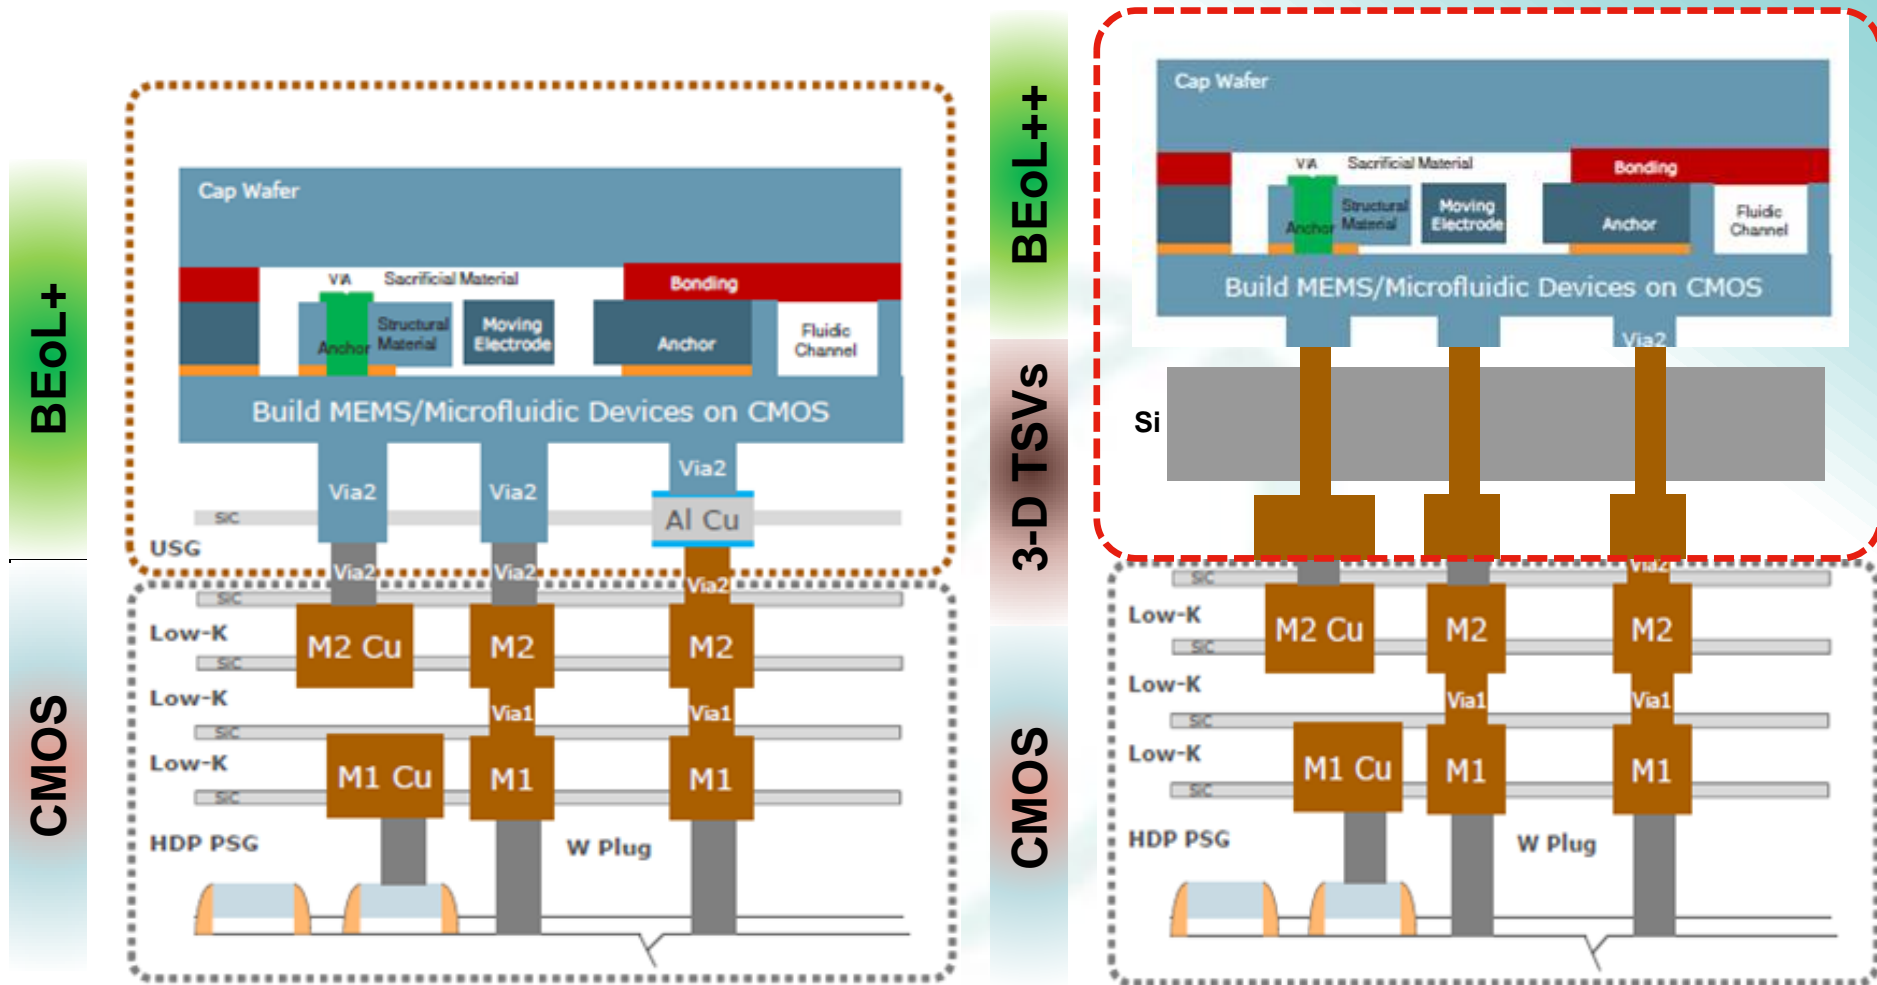 BEoL+
CMOS
Cap Wafer
VIA
Sacrificial Material
Bonding
Structural
Material
Anchor
Moving
Electrode
Anchor
Fluidic
Channel
Build MEMS/Microfluidic Devices on CMOS
Via2
Via2
Via2
SiC
Al Cu
USG
Via2
Via2
Via2
SiC
Low-K
M2 Cu
M2
M2
SiC
Low-K
Via1
Via1
SiC
Low-K
M1 Cu
M1
M1
SiC
HDP PSG
W Plug
BEoL++
3-D TSVs
CMOS
Cap Wafer
VIA
Sacrificial Material
Bonding
Structural
Material
Anchor
Moving
Electrode
Anchor
Fluidic
Channel
Build MEMS/Microfluidic Devices on CMOS
Via2
Si
Via2
SiC
Low-K
M2 Cu
M2
M2
SiC
Low-K
Via1
Via1
SiC
Low-K
M1 Cu
M1
M1
SiC
HDP PSG
W Plug